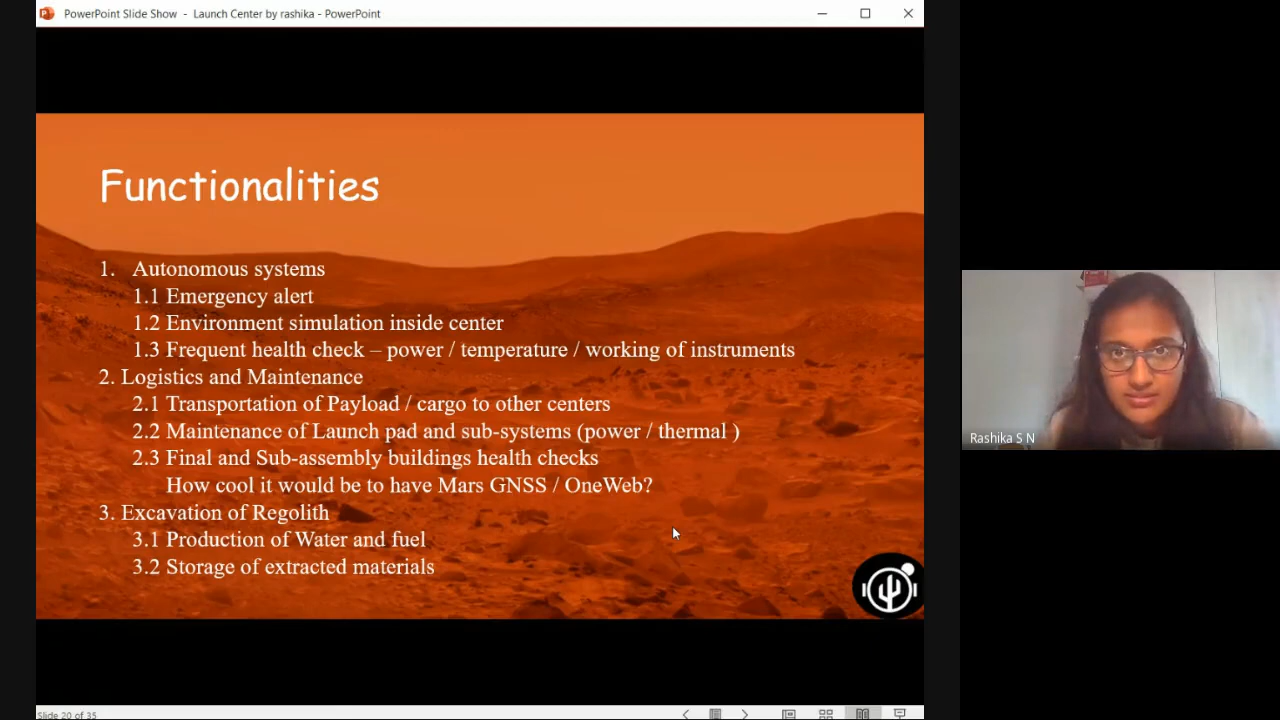 PowerPoint Slide Show - Launch Center by rashika - PowerPoint
Functionalities
1. Autonomous systems
1.1 Emergency alert
1.2 Environment simulation inside center
1.3 Frequent health check – power / temperature / working of instruments
2. Logistics and Maintenance
2.1 Transportation of Payload / cargo to other centers
2.2 Maintenance of Launch pad and sub-systems (power / thermal )
2.3 Final and Sub-assembly buildings health checks
How cool it would be to have Mars GNSS / OneWeb?
3. Excavation of Regolith
3.1 Production of Water and fuel
3.2 Storage of extracted materials
Rashika S N
Slide 20 of 35